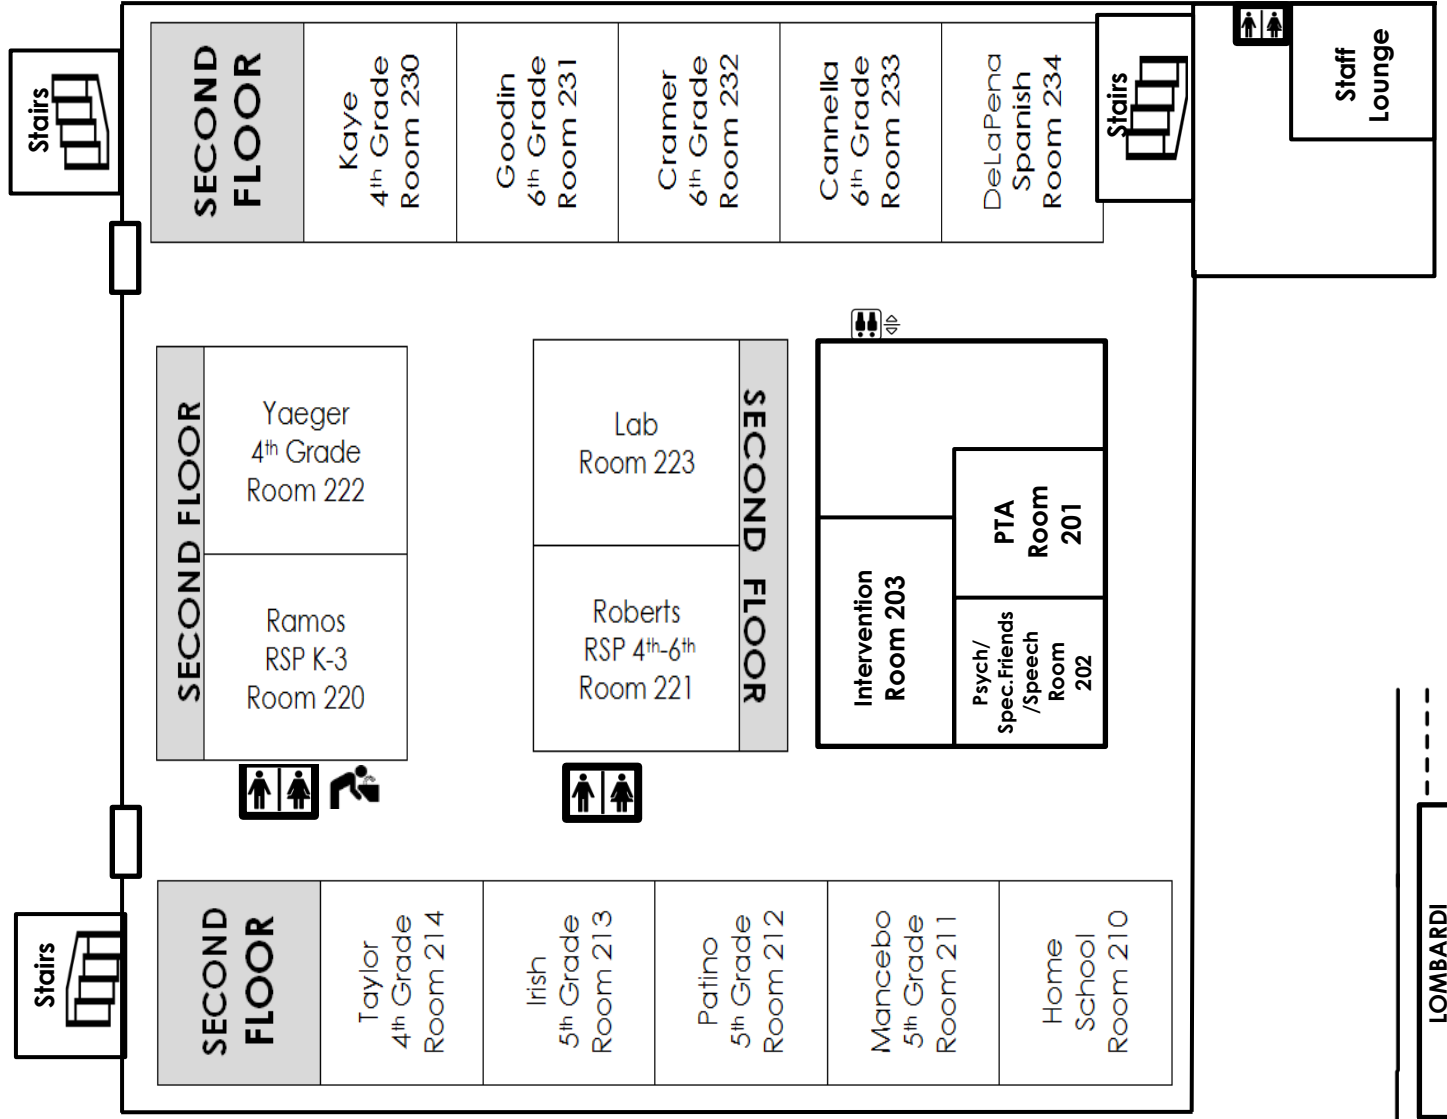 Stairs
SECOND
FLOOR
Kaye
4th Grade
Room 230
Goodin
6th Grade
Room 231
Cramer
6th Grade
Room 232
Cannella
6th Grade
Room 233
DeLaPena
Spanish
Room 234
Stairs
Staff
Lounge
SECOND FLOOR
Yaeger
4th Grade
Room 222
Ramos
RSP K-3
Room 220
Lab
Room 223
Roberts
RSP 4th-6th
Room 221
SECOND FLOOR
Intervention
Room 203
PTA
Room
201
Psych/
Spec.Friends
/Speech
Room
202
Stairs
SECOND
FLOOR
Taylor
4th Grade
Room 214
Irish
5th Grade
Room 213
Patino
5th Grade
Room 212
Mancebo
5th Grade
Room 211
Home
School
Room 210
LOMBARDI